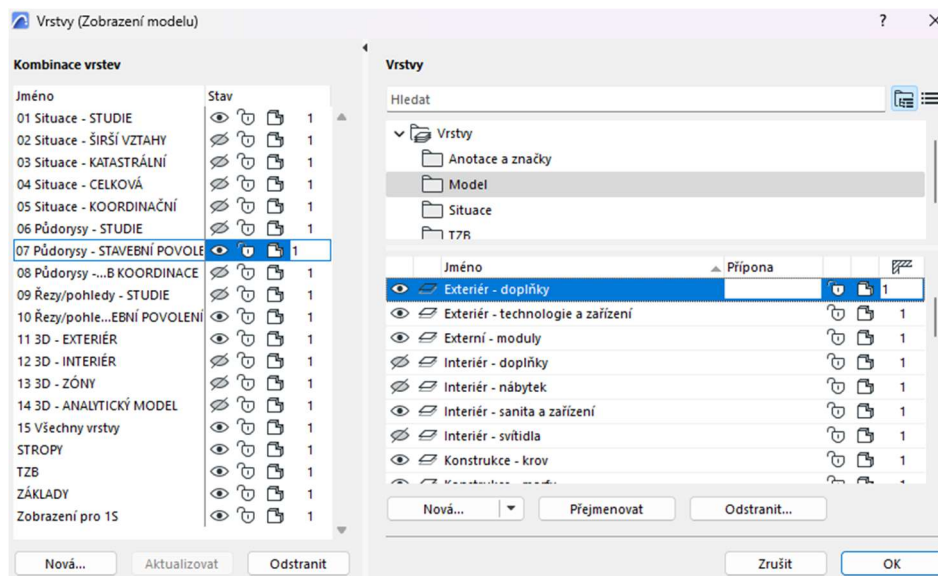 Vrstvy (Zobrazení modelu)
?
Kombinace vrstev
Jméno Stav
01 Situace - STUDIE 1
02 Situace - ŠIRŠÍ VZTAHY 1
03 Situace - KATASTRÁLNÍ 1
04 Situace - CELKOVÁ 1
05 Situace - KOORDINAČNÍ 1
06 Půdorysy - STUDIE 1
07 Půdorysy - STAVEBNÍ POVOLE 1
08 Půdorysy -...B KOORDINACE 1
09 Řezy/pohledy - STUDIE 1
10 Řezy/pohle...EBNÍ POVOLENÍ 1
11 3D - EXTERIÉR 1
12 3D - INTERIÉR 1
13 3D - ZÓNY 1
14 3D - ANALYTICKÝ MODEL 1
15 Všechny vrstvy 1
STROPY 1
TZB 1
ZÁKLADY 1
Zobrazení pro 1S 1
Nová... Aktualizovat Odstranit
Vrstvy
Hledat
Vrstvy
Anotace a značky
Model
Situace
TZB
Jméno Přípona
Exteriér - doplňky 1
Exteriér - technologie a zařízení 1
Externí - moduly 1
Interiér - doplňky 1
Interiér - nábytek 1
Interiér - sanita a zařízení 1
Interiér - svítidla 1
Konstrukce - krov 1
Nová... Přejmenovat Odstranit...
Zrušit OK